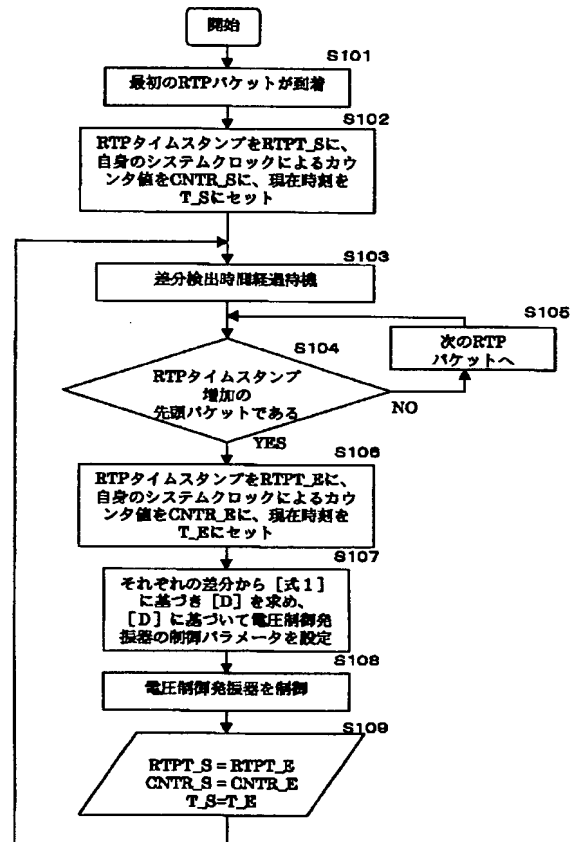 開始
S101
最初のRTPパケットが到着
S102
RTPタイムスタンプをRTPT_Sに、
自身のシステムクロックによるカウ
ンタ値をCNTR_Sに、現在時刻を
T_Sにセット
S103
差分検出時間経過待機
S105
次のRTP
パケットへ
S104
RTPタイムスタンプ
増加の
先頭パケットである
NO
YES
S106
RTPタイムスタンプをRTPT_Eに、
自身のシステムクロックによるカウ
ンタ値をCNTR_Eに、現在時刻を
T_Eにセット
S107
それぞれの差分から［式１］
に基づき［D］を求め、
［D］に基づいて電圧制御発
振器の制御パラメータを設定
S108
電圧制御発振器を制御
S109
RTPT_S = RTPT_E
CNTR_S = CNTR_E
T_S=T_E